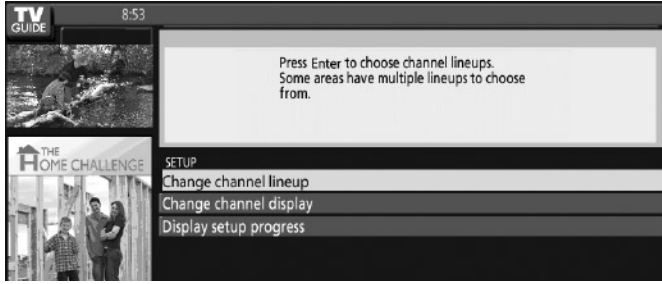 TV
GUIDE
8:53
Press Enter to choose channel lineups.
Some areas have multiple lineups to choose
from.
THE
HOME CHALLENGE
SETUP
Change channel lineup
Change channel display
Display setup progress